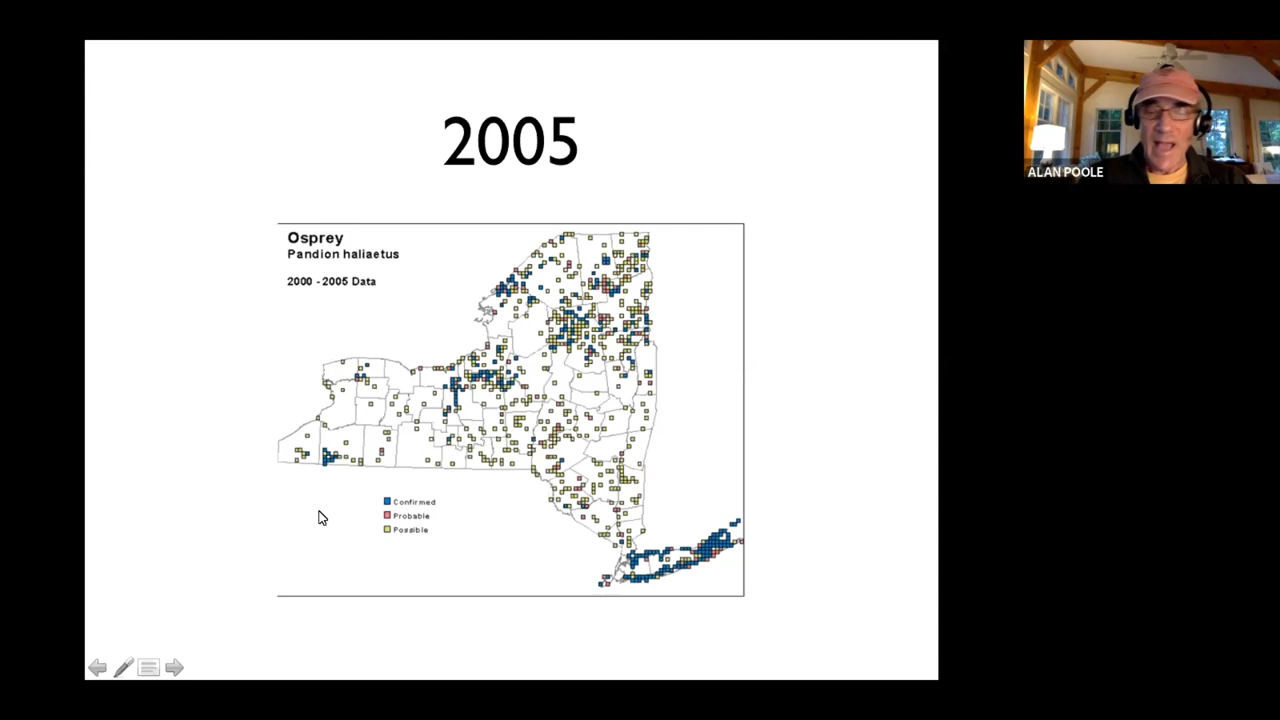 2005
Osprey
Pandion haliaetus
2000 - 2005 Data
Confirmed
Probable
Possible
ALAN POOLE